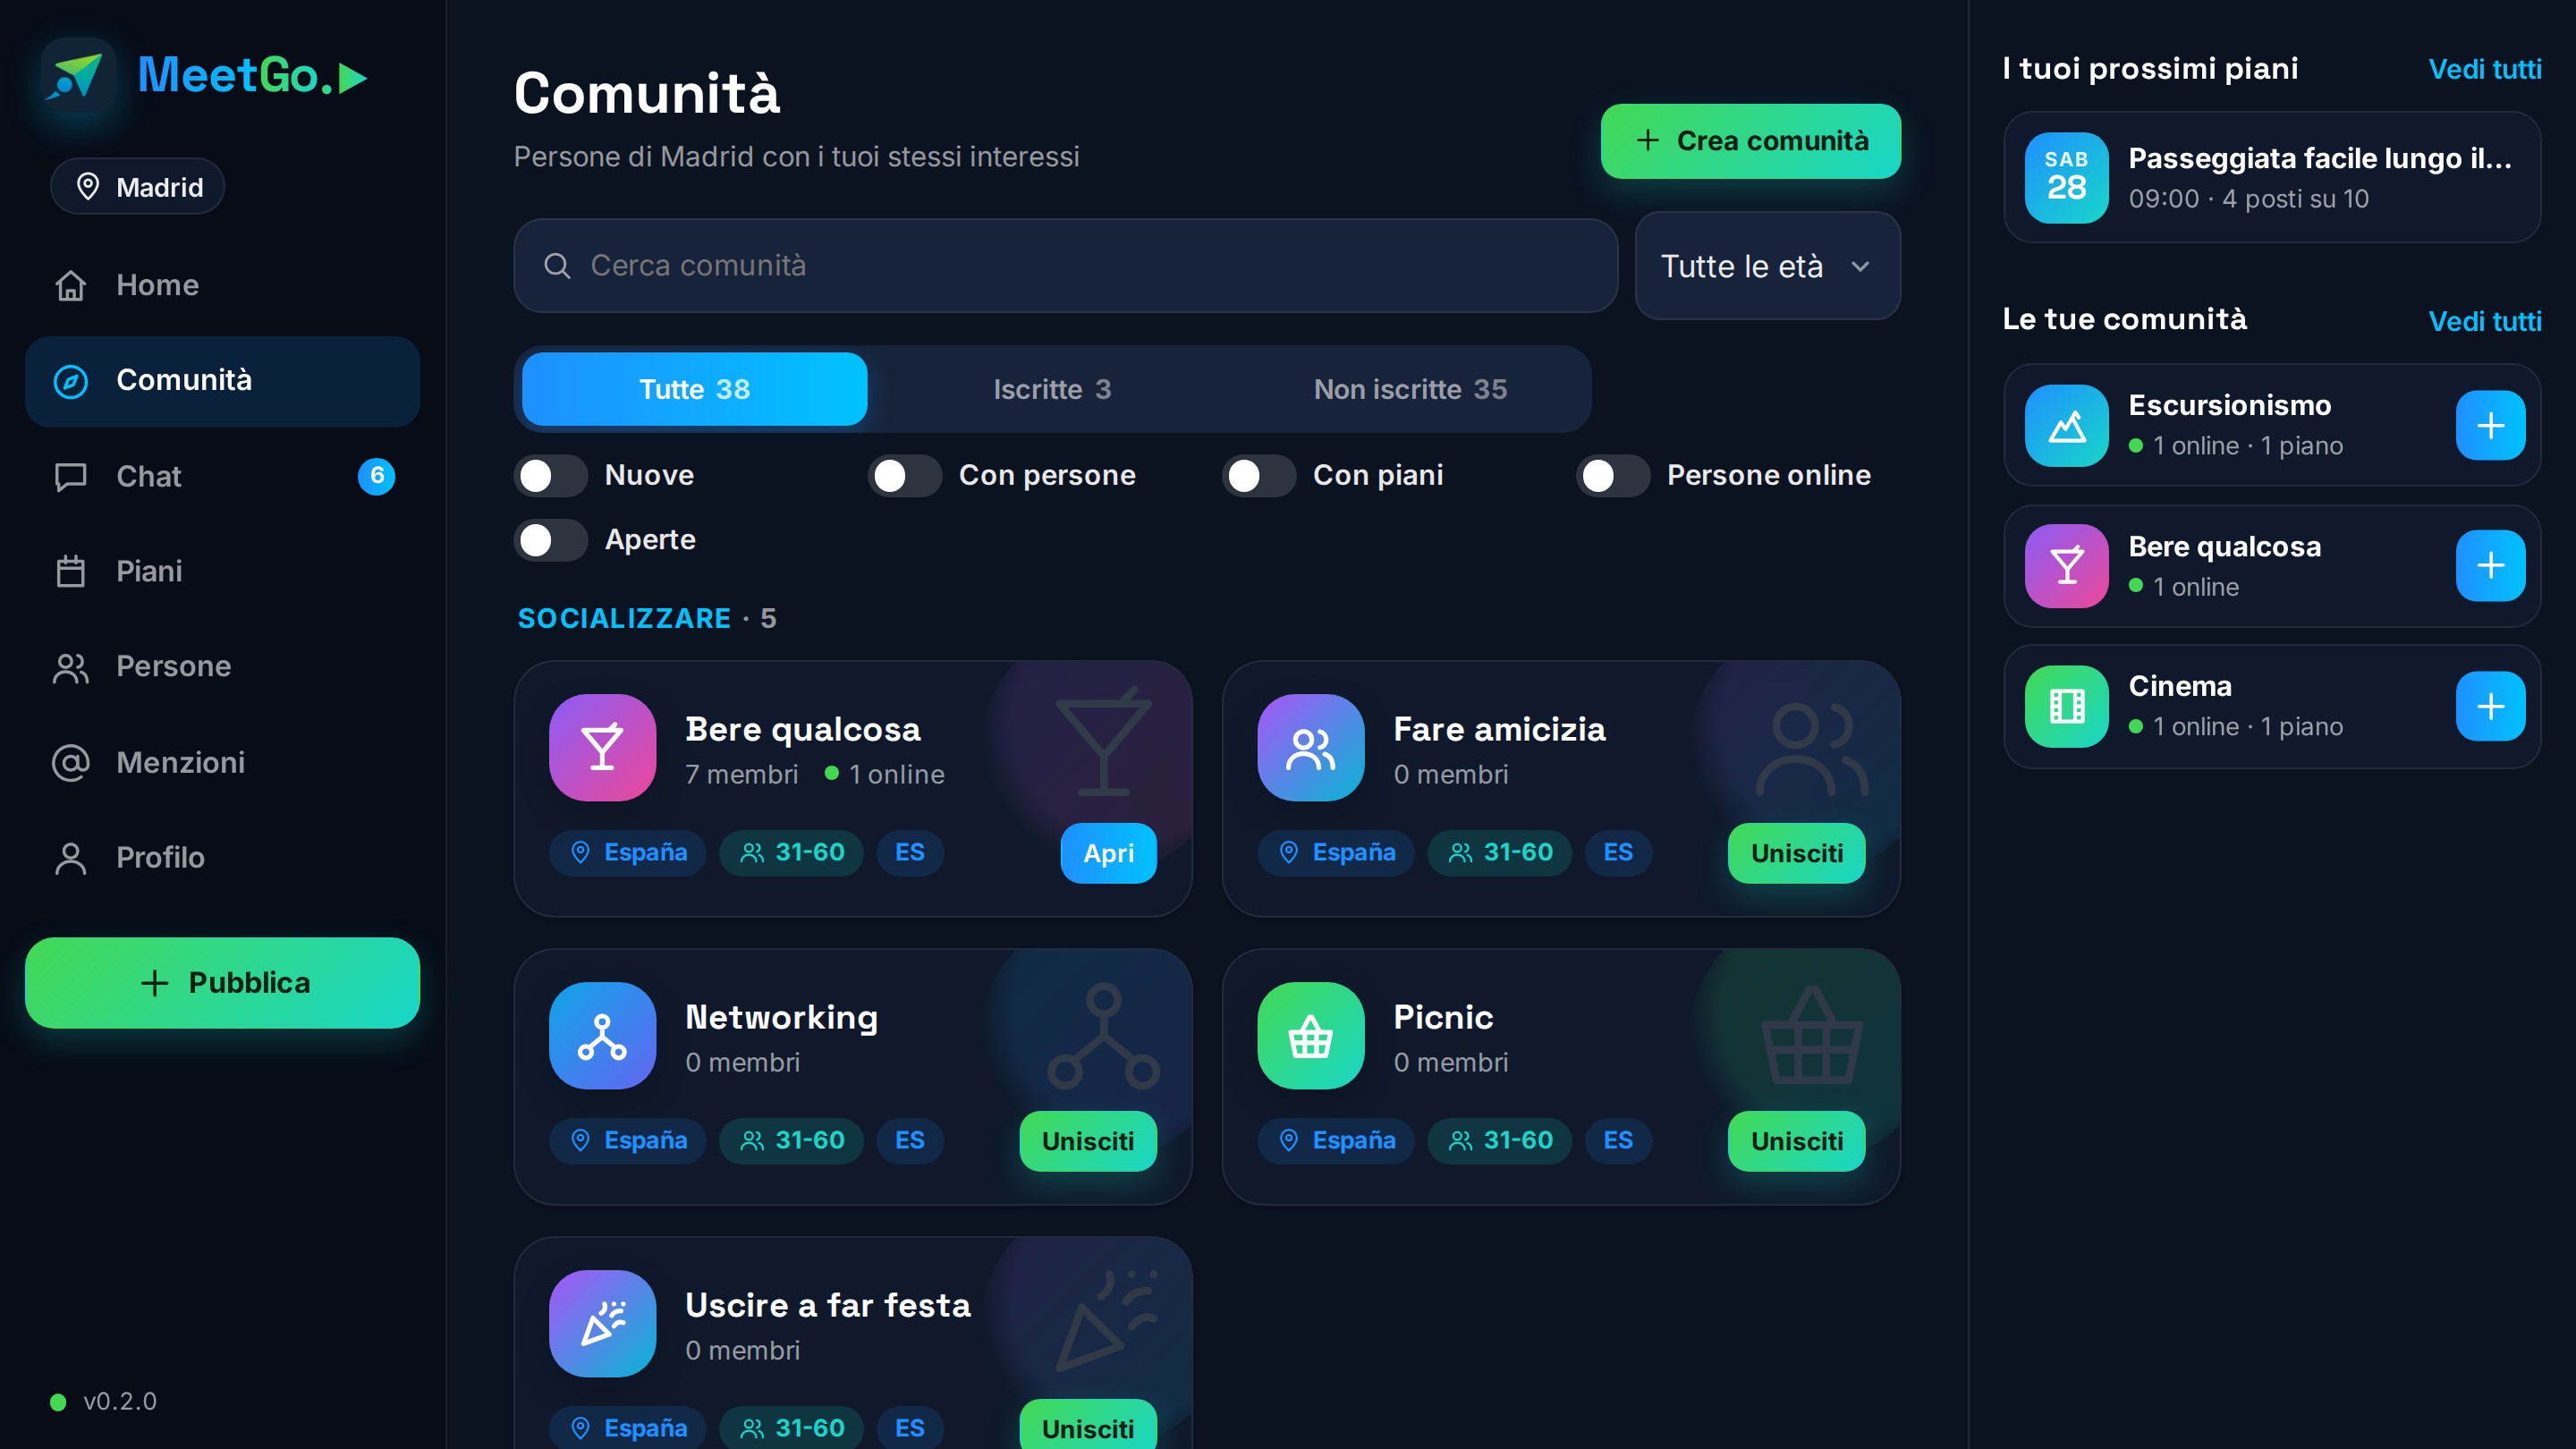 MeetGo.
Madrid
Home
Comunità
Chat 6
Piani
Persone
Menzioni
Profilo
Pubblica
v0.2.0
Comunità
Persone di Madrid con i tuoi stessi interessi
Crea comunità
Cerca comunità
Tutte le età
Tutte 38
Iscritte 3
Non iscritte 35
Nuove
Con persone
Con piani
Persone online
Aperte
SOCIALIZZARE · 5
Bere qualcosa
7 membri 1 online
España 31-60 ES Apri
Fare amicizia
0 membri
España 31-60 ES Unisciti
Networking
0 membri
España 31-60 ES Unisciti
Picnic
0 membri
España 31-60 ES Unisciti
Uscire a far festa
0 membri
España 31-60 ES Unisciti
I tuoi prossimi piani Vedi tutti
SAB
28
Passeggiata facile lungo il...
09:00 · 4 posti su 10
Le tue comunità Vedi tutti
Escursionismo
1 online · 1 piano
Bere qualcosa
1 online
Cinema
1 online · 1 piano